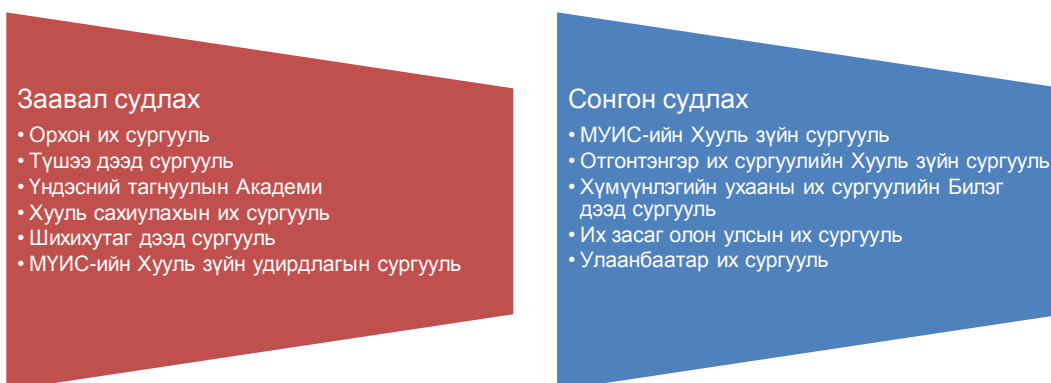 Заавал судлах
• Орхон их сургууль
• Түшээ дээд сургууль
• Үндэсний тагнуулын Академи
• Хууль сахиулахын их сургууль
• Шихихутаг дээд сургууль
• МҮИС-ийн Хууль зүйн удирдлагын сургууль
Сонгон судлах
• МУИС-ийн Хууль зүйн сургууль
• Отгонтэнгэр их сургуулийн Хууль зүйн сургууль
• Хүмүүнлэгийн ухааны их сургуулийн Билэг
дээд сургууль
• Их засаг олон улсын их сургууль
• Улаанбаатар их сургууль